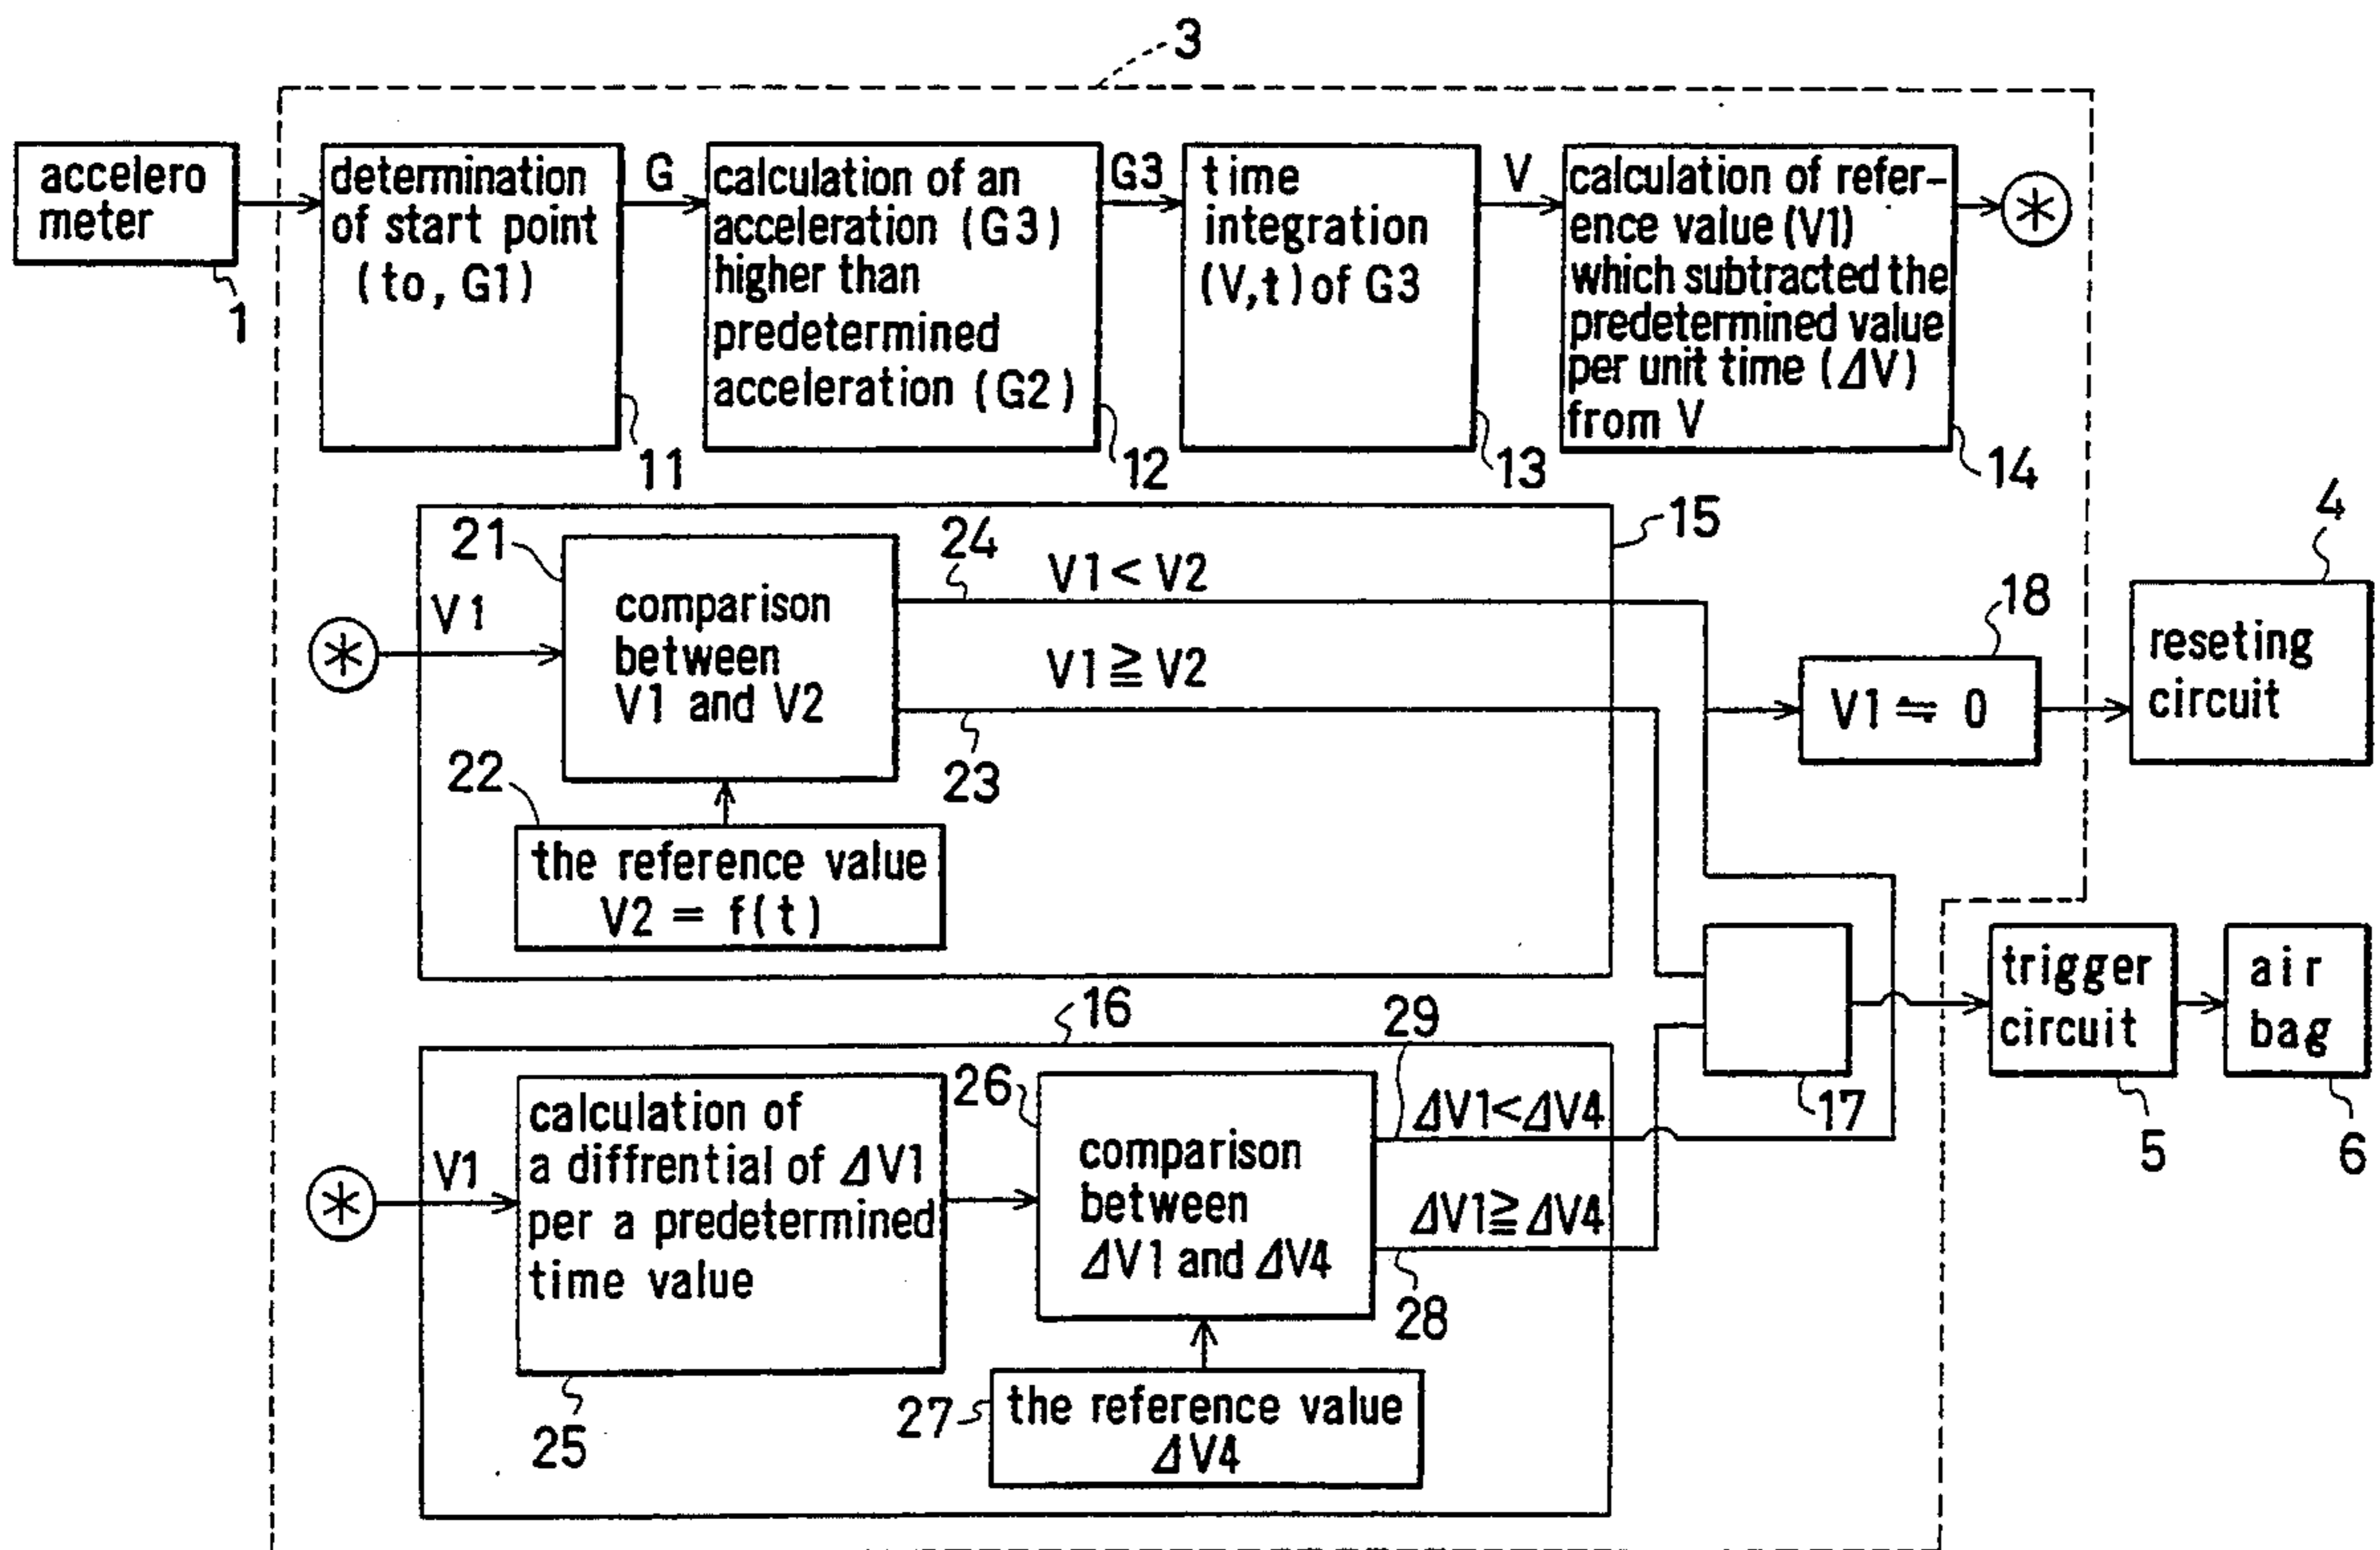 3
accelero
meter
1
determination
of start point
(to, G1)
11
G
calculation of an
acceleration (G3)
higher than
predetermined
acceleration (G2)
12
G3
time
integration
(V,t) of G3
13
V
calculation of refer-
ence value (V1)
which subtracted the
predetermined value
per unit time (ΔV)
from V
14
*
15
*
V1
21
comparison
between
V1 and V2
22
the reference value
V2 = f(t)
24
V1 < V2
V1 ≧ V2
23
18
V1 ≒ 0
4
reseting
circuit
16
*
V1
calculation of
a diffrential of ΔV1
per a predetermined
time value
25
26
comparison
between
ΔV1 and ΔV4
27
the reference value
ΔV4
29
ΔV1<ΔV4
ΔV1≧ΔV4
28
17
trigger
circuit
5
air
bag
6